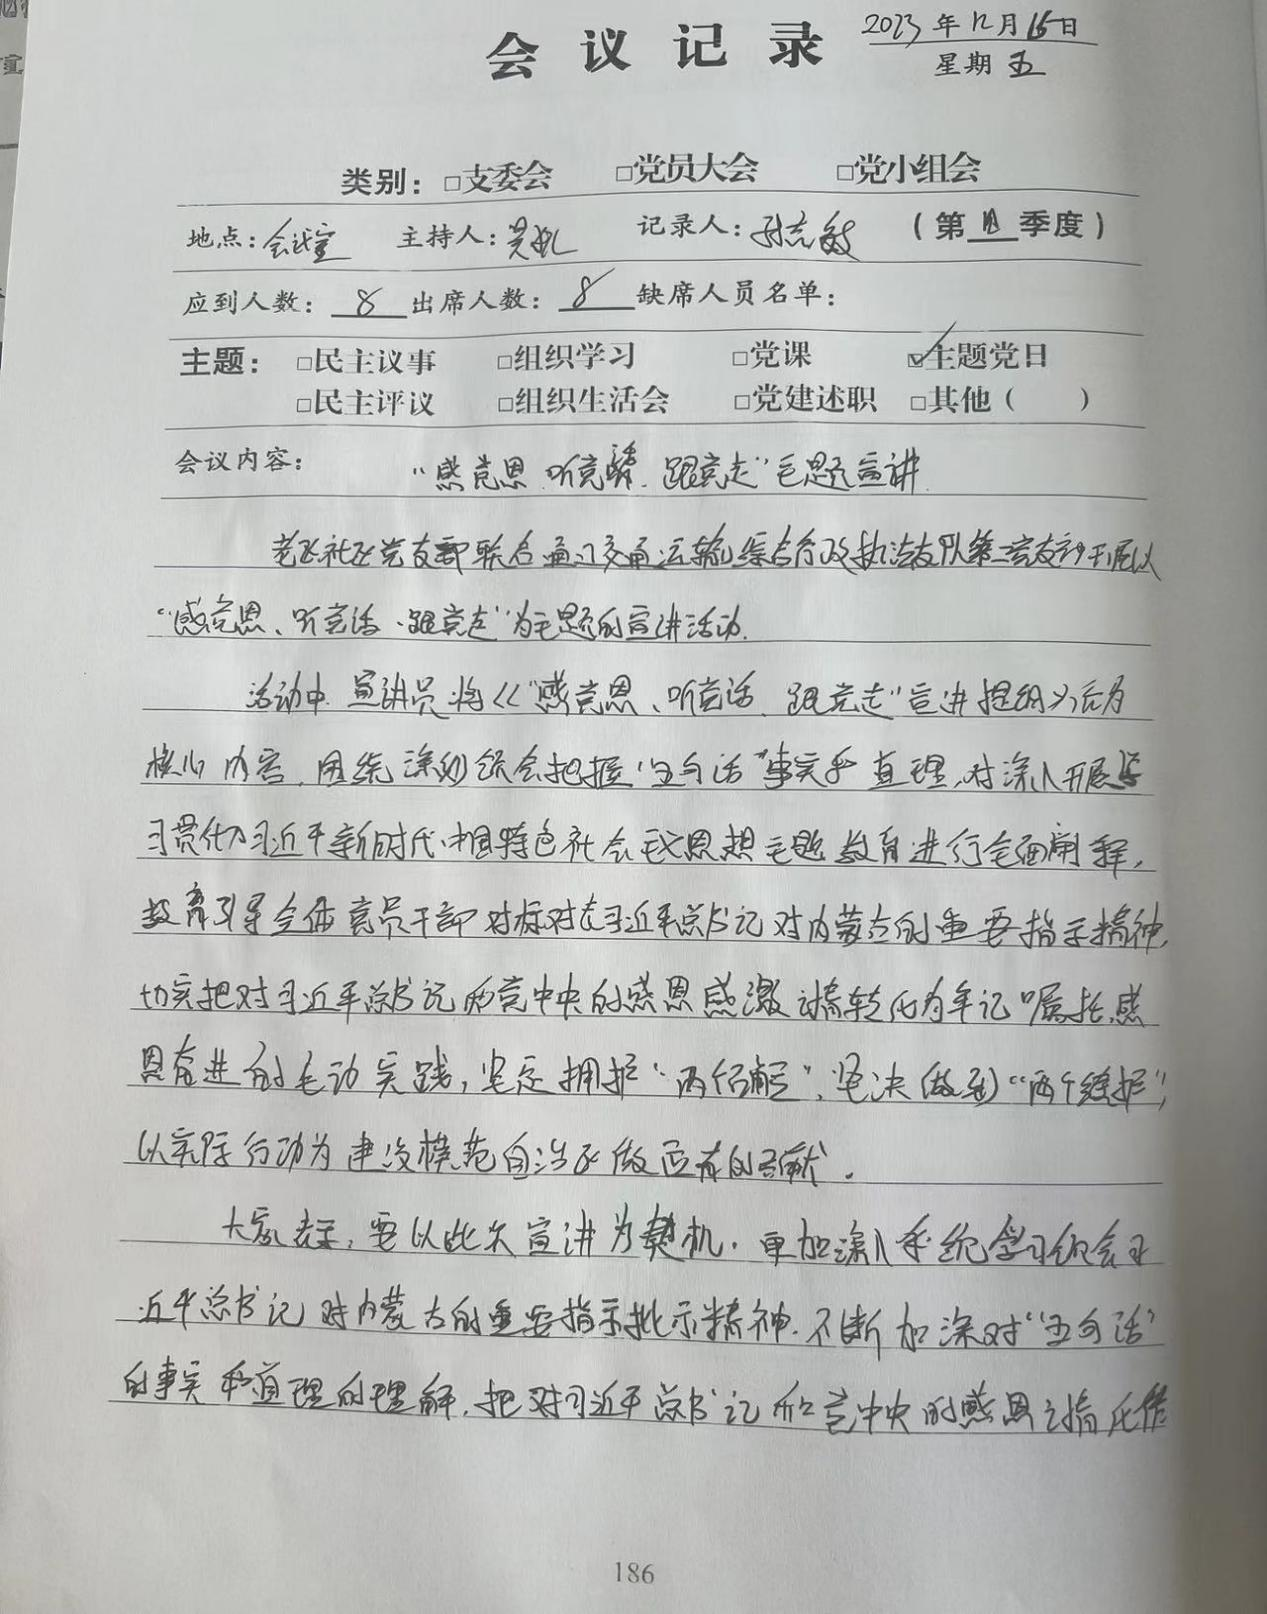 会议记录
2023年12月15日
星期五
类别：□支委会 □党员大会 □党小组会
地点：会议室 主持人： 记录人：孙志敏 （第四季度）
应到人数：8 出席人数：8 缺席人员名单：
主题：□民主议事 □组织学习 □党课 ☑主题党日
□民主评议 □组织生活会 □党建述职 □其他（ ）
会议内容：“感党恩 听党话 跟党走”主题宣讲
社区党支部联合通辽交通运输综合行政执法支队第二党支部开展以
“感党恩、听党话、跟党走”为主题的宣讲活动.
活动中 宣讲员将《“感党恩、听党话 跟党走”宣讲提纲》作为
核心内容，围绕深刻领会把握“五句话”事实和道理，对深入开展学
习贯彻习近平新时代中国特色社会主义思想主题教育进行全面阐释，
教育引导全体党员干部对标对表习近平总书记对内蒙古的重要指示精神，
切实把对习近平总书记和党中央的感恩感激之情转化为牢记嘱托、感
恩奋进的主动实践，坚定拥护“两个确立”、坚决做到“两个维护”，
以实际行动为建设模范自治区做应有的贡献.
大家表示，要以此次宣讲为契机，更加深入系统学习领会习
近平总书记对内蒙古的重要指示批示精神.不断加深对“五句话”
的事实和道理的理解，把对习近平总书记和党中央的感恩之情化作
186